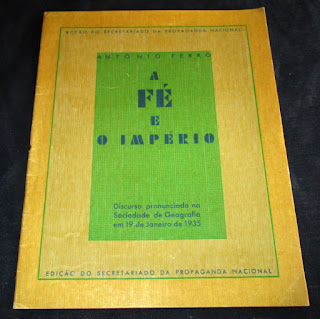 ACÇÃO DO SECRETARIADO DA PROPAGANDA NACIONAL
ANTÓNIO FERRO
A
FÉ
E
O IMPÉRIO
Discurso pronunciado na
Sociedade de Geografia
em 19 de Janeiro de 1935
EDIÇÃO DO SECRETARIADO DA PROPAGANDA NACIONAL